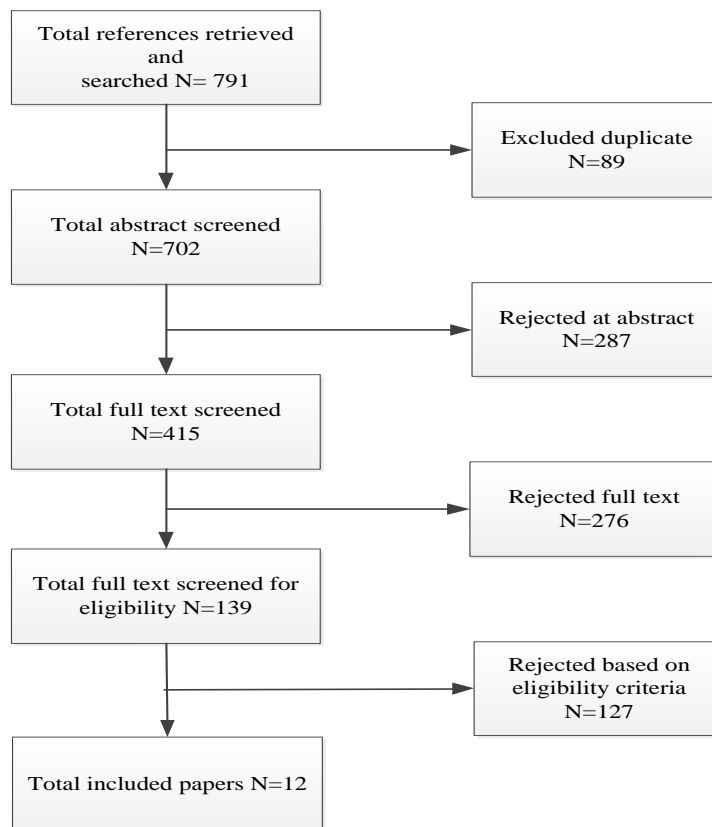 Total references retrieved
and
searched N= 791
Excluded duplicate
N=89
Total abstract screened
N=702
Rejected at abstract
N=287
Total full text screened
N=415
Rejected full text
N=276
Total full text screened for
eligibility N=139
Rejected based on
eligibility criteria
N=127
Total included papers N=12